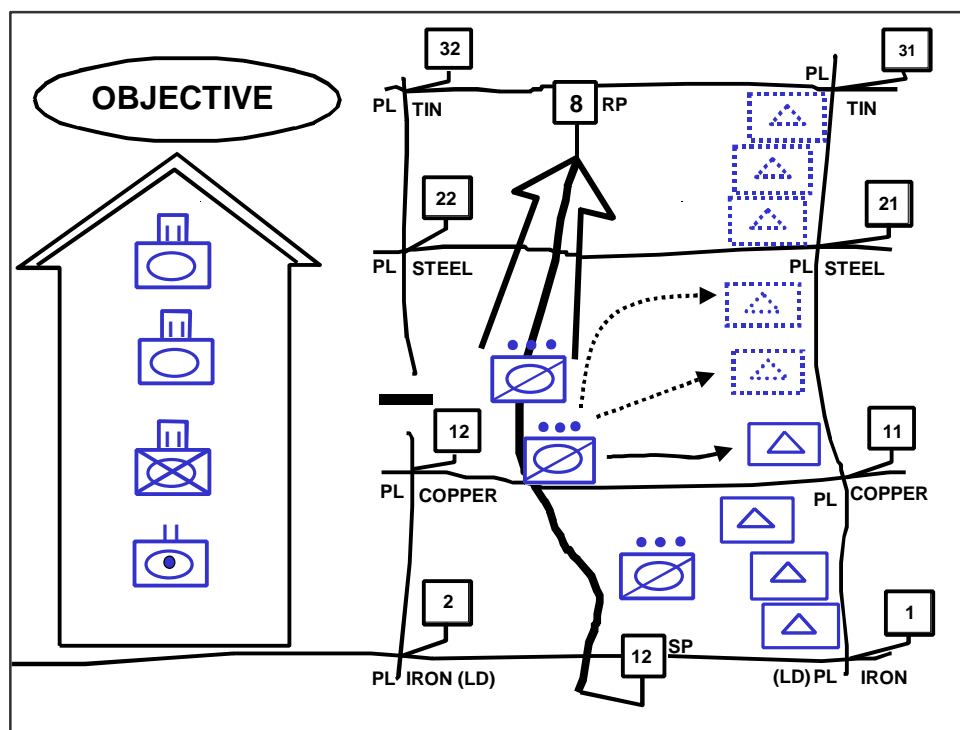 OBJECTIVE
32
31
PL
PL TIN
8 RP
TIN
22
21
PL STEEL
PL STEEL
12
11
PL COPPER
PL COPPER
2
1
12 SP
PL IRON (LD)
(LD) PL IRON